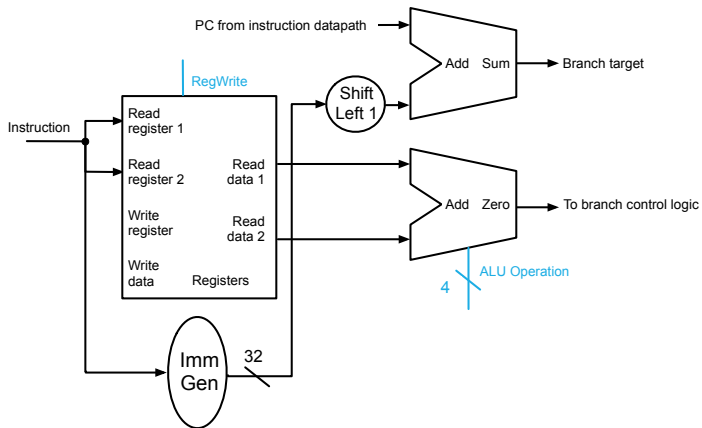 PC from instruction datapath
Add Sum
Branch target
RegWrite
Shift
Left 1
Instruction
Read
register 1
Read
register 2
Read
data 1
Write
register
Read
data 2
Write
data
Registers
Add Zero
To branch control logic
ALU Operation
4
Imm
Gen
32